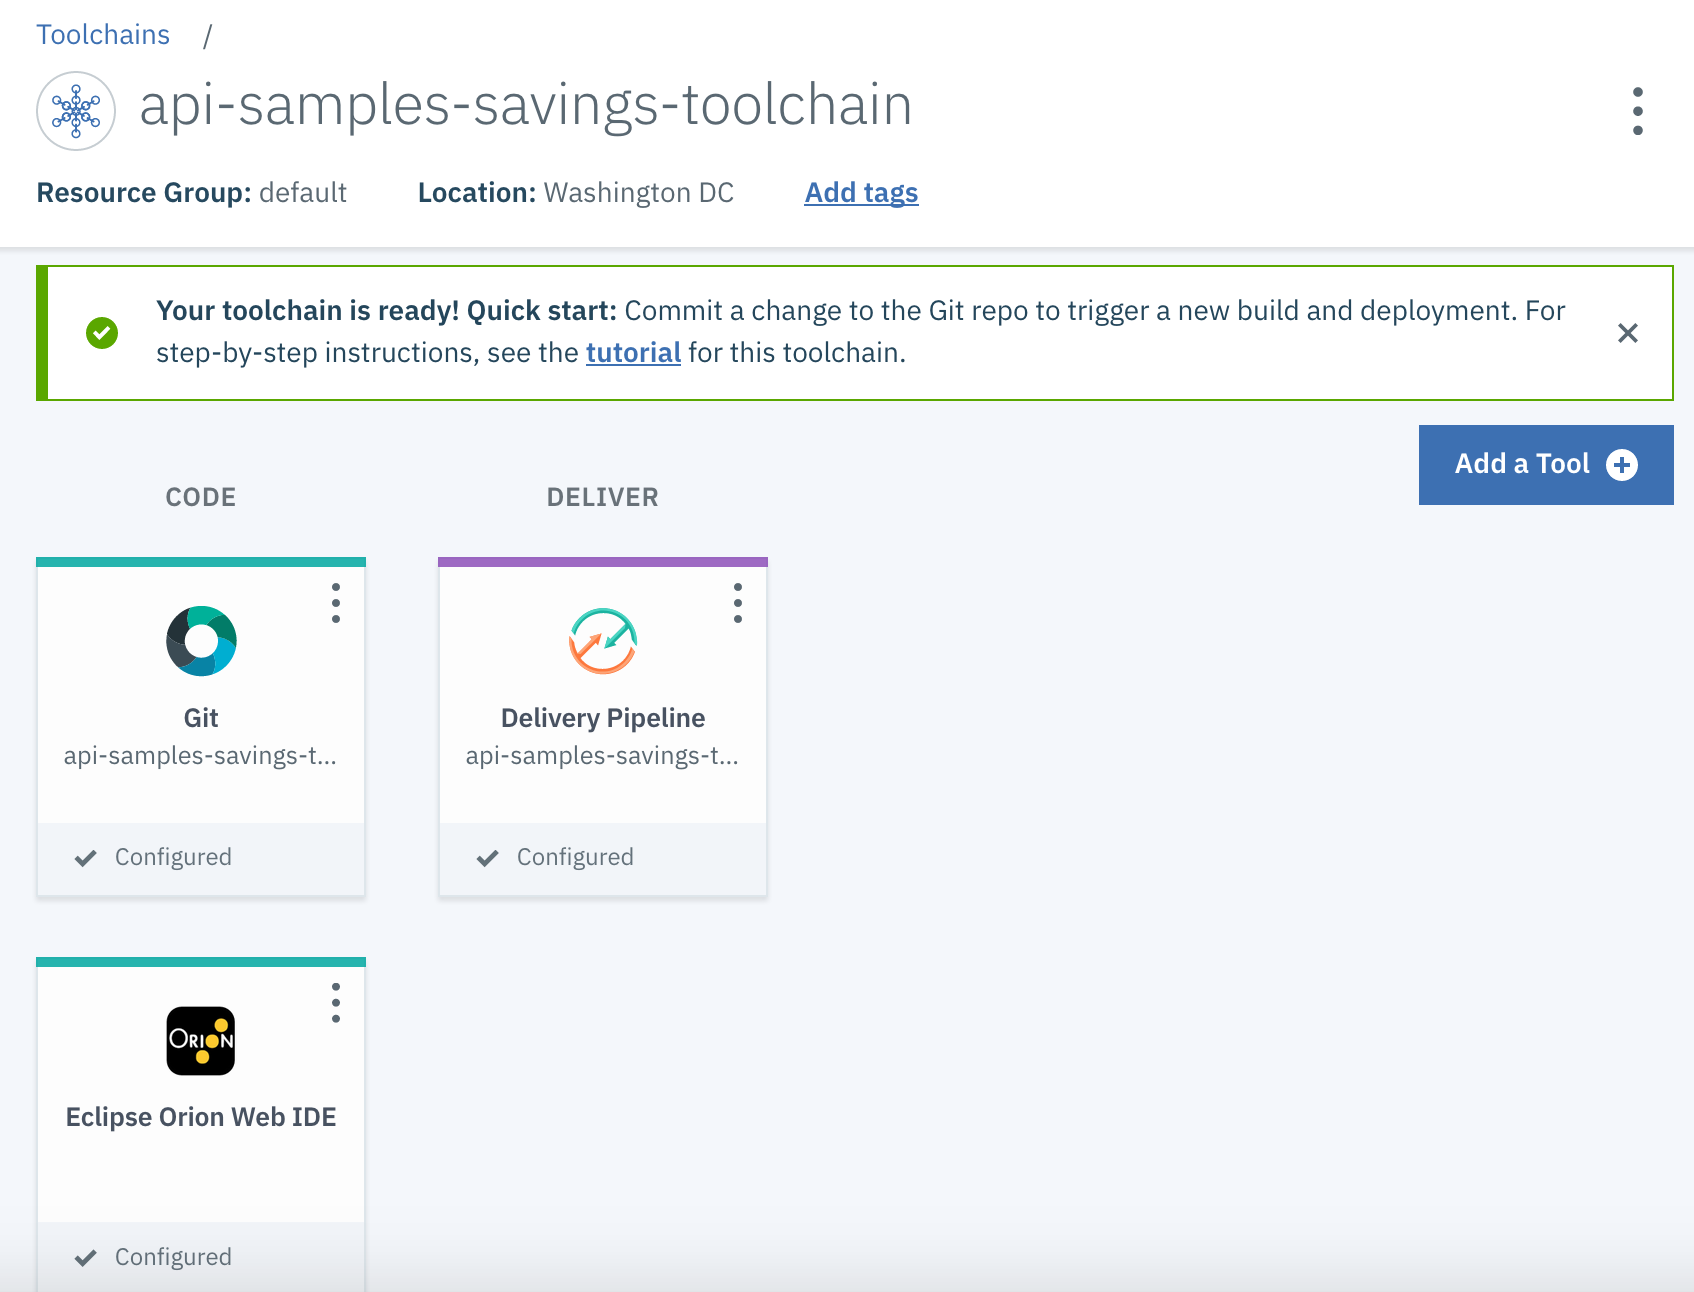 Toolchains /
api-samples-savings-toolchain
Resource Group: default Location: Washington DC Add tags
Your toolchain is ready! Quick start: Commit a change to the Git repo to trigger a new build and deployment. For
step-by-step instructions, see the tutorial for this toolchain.
Add a Tool
CODE DELIVER
Git
api-samples-savings-t...
Configured
Delivery Pipeline
api-samples-savings-t...
Configured
ORION
Eclipse Orion Web IDE
Configured